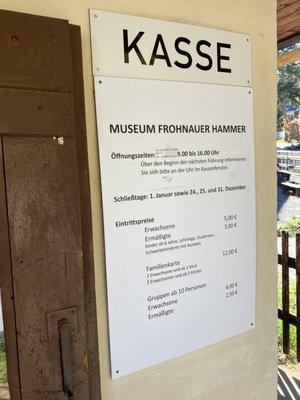 KASSE
MUSEUM FROHNAUER HAMMER
Öffnungszeiten 9.00 bis 16.00 Uhr
Über den Beginn der nächsten Führung informieren
Sie sich bitte an der Uhr im Kassenfenster.
Schließtage: 1. Januar sowie 24., 25. und 31. Dezember
Eintrittspreise
Erwachsene 5,00 €
Ermäßigte 3,00 €
Kinder ab 6 Jahre, Lehrlinge, Studenten,
Schwerbehinderte mit Ausweis
Familienkarte 12,00 €
2 Erwachsene und ab 1 Kind
1 Erwachsener und ab 3 Kinder
Gruppen ab 10 Personen
Erwachsene 4,00 €
Ermäßigte 2,50 €